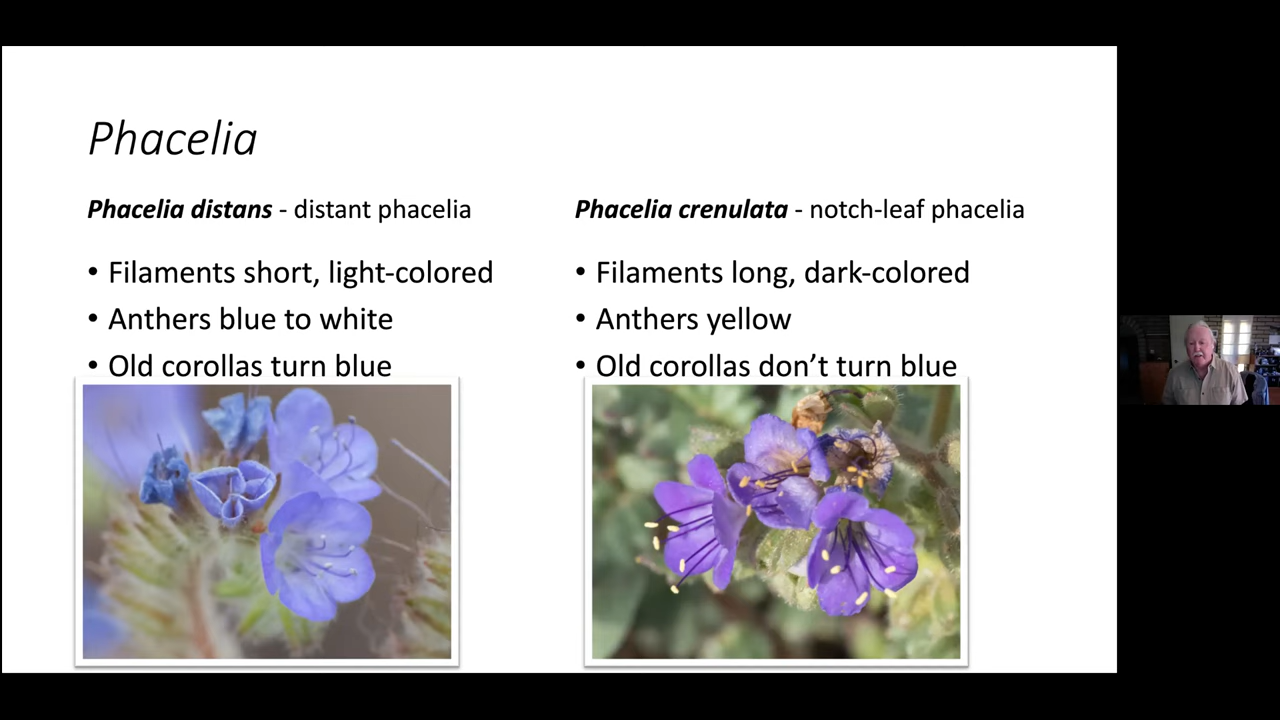 Phacelia
Phacelia distans - distant phacelia
• Filaments short, light-colored
• Anthers blue to white
• Old corollas turn blue
Phacelia crenulata - notch-leaf phacelia
• Filaments long, dark-colored
• Anthers yellow
• Old corollas don’t turn blue